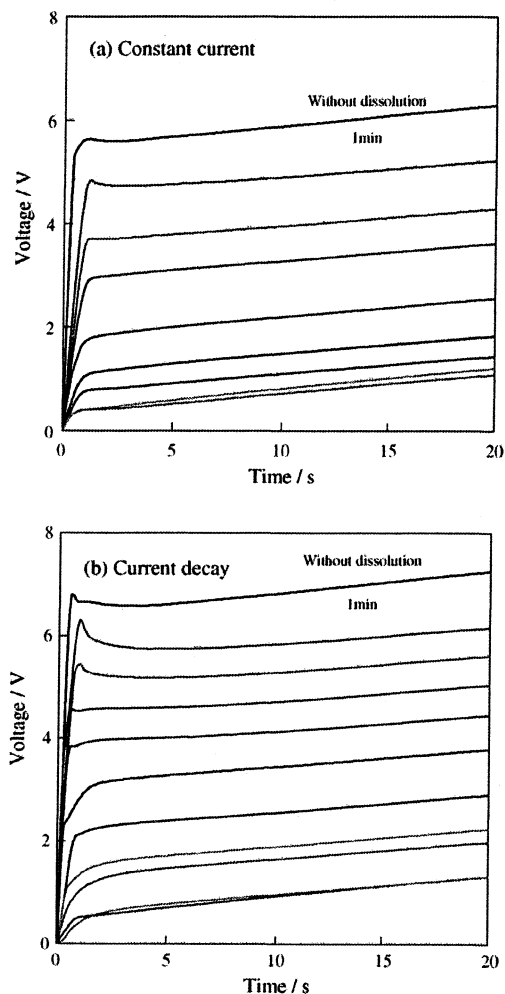 8
(a) Constant current
Without dissolution
6
1min
Voltage / V
4
2
0
0 5 10 15 20
Time / s
8
(b) Current decay
Without dissolution
1min
6
Voltage / V
4
2
0
0 5 10 15 20
Time / s